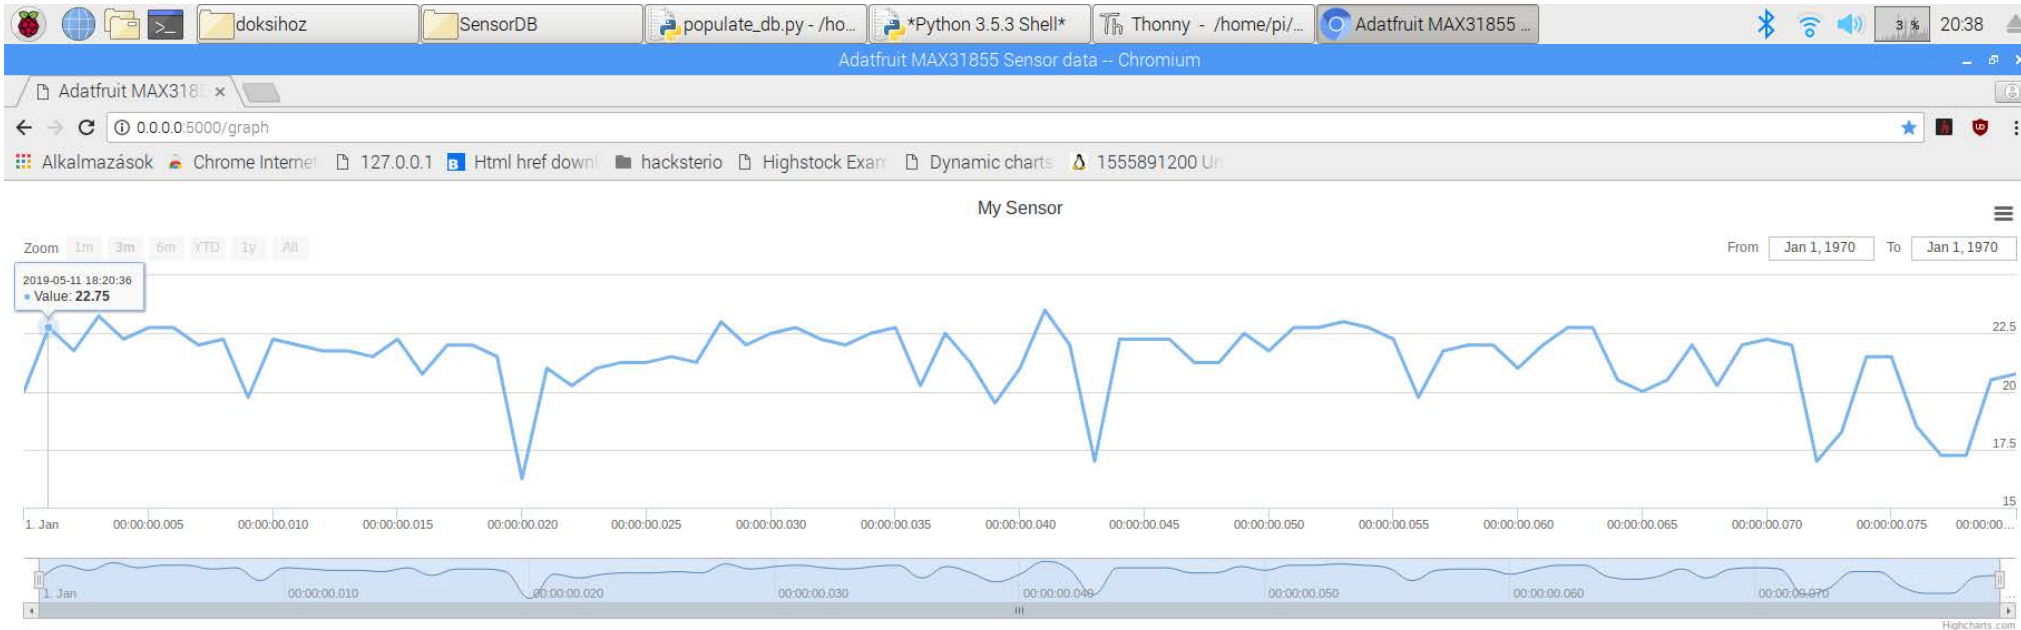 doksihoz SensorDB populate_db.py - /ho... *Python 3.5.3 Shell* Thonny - /home/pi/... Adatfruit MAX31855 ... 3 % 20:38
Adatfruit MAX31855 Sensor data -- Chromium
Adatfruit MAX318
0.0.0.0:5000/graph
Alkalmazások Chrome Internet 127.0.0.1 Html href down hacksterio Highstock Exam Dynamic charts 1555891200 Un
My Sensor
Zoom 1m 3m 6m YTD 1y All From Jan 1, 1970 To Jan 1, 1970
2019-05-11 18:20:36
Value: 22.75
22.5
20
17.5
15
1. Jan 00:00:00.005 00:00:00.010 00:00:00.015 00:00:00.020 00:00:00.025 00:00:00.030 00:00:00.035 00:00:00.040 00:00:00.045 00:00:00.050 00:00:00.055 00:00:00.060 00:00:00.065 00:00:00.070 00:00:00.075 00:00:00...
1. Jan 00:00:00.010 00:00:00.020 00:00:00.030 00:00:00.040 00:00:00.050 00:00:00.060 00:00:00.070 ...
Highcharts.com